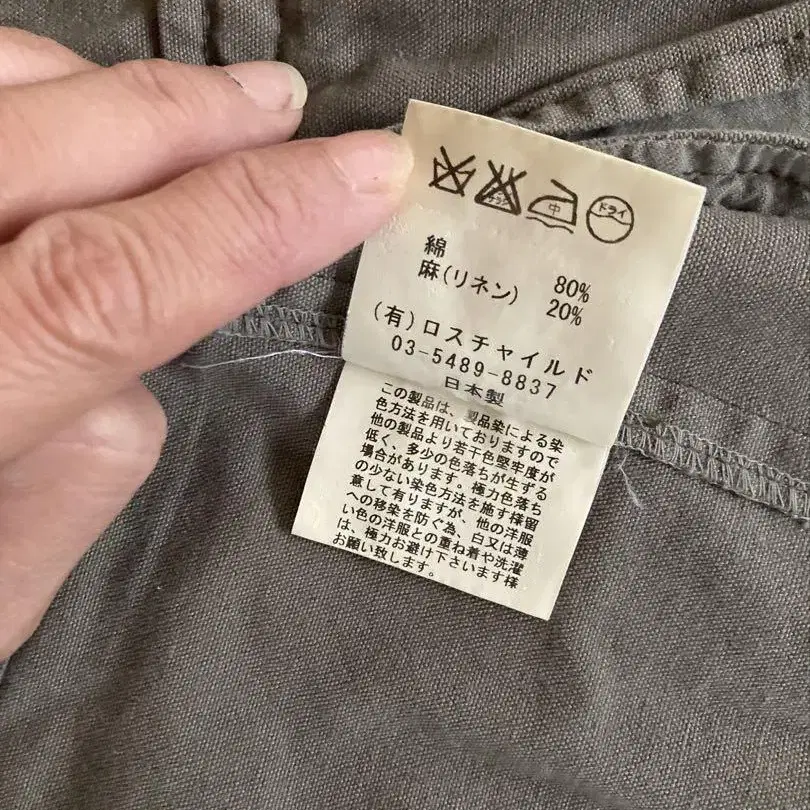 エンソ
サラシ
中
ドライ
綿 80%
麻(リネン) 20%
(有)ロスチャイルド
03-5489-8837
日本製
この製品は、製品染による染
色方法を用いておりますので
他の製品より若干色堅牢度が
低く、多少の色落ちが生ずる
場合があります。極力色落ち
の少ない染色方法を施す様留
意して有りますが、他の洋服
への移染を防ぐ為、白又は薄
い色の洋服との重ね着や洗濯
は、極力お避け下さいます様
お願い致します。